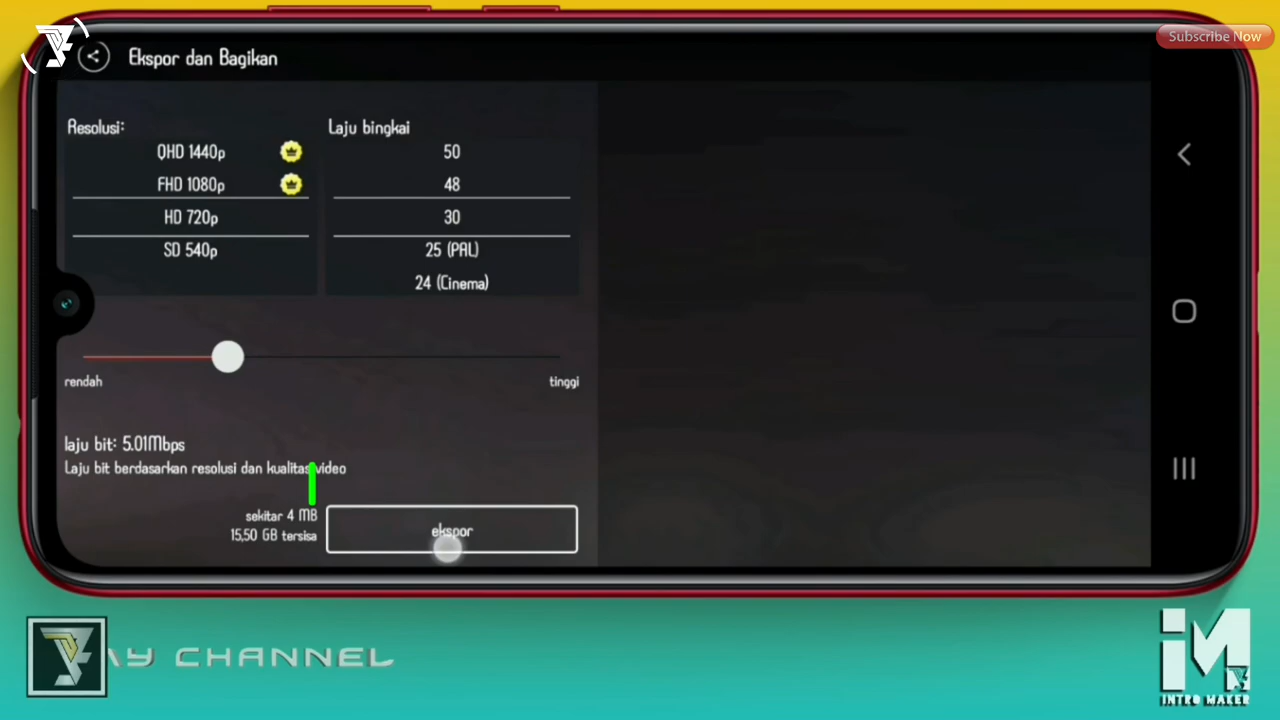 Subscribe Now
Ekspor dan Bagikan
Resolusi:
Laju bingkai
QHD 1440p
50
FHD 1080p
48
HD 720p
30
SD 540p
25 (PAL)
24 (Cinema)
rendah
tinggi
laju bit: 5.01Mbps
Laju bit berdasarkan resolusi dan kualitas video
sekitar 4 MB
15,50 GB tersisa
ekspor
AY CHANNEL
iM
INTRO MAKER